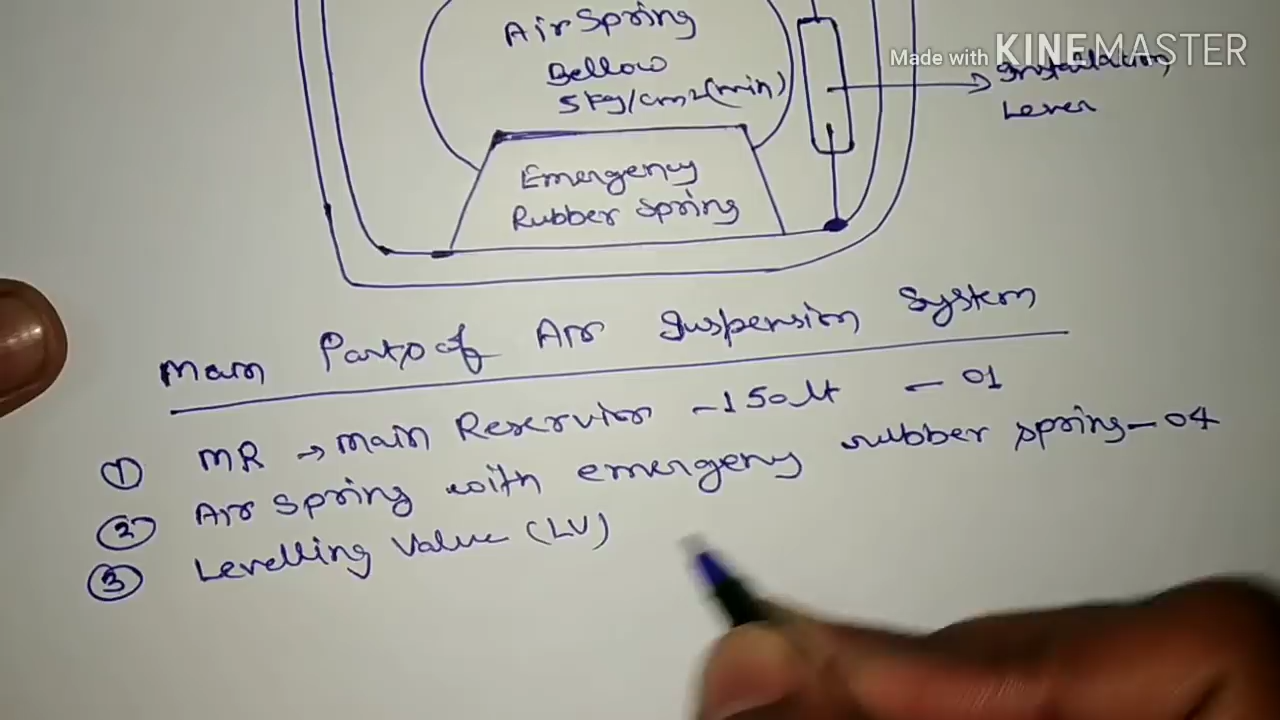 Air Spring
Bellow
5 kg/cm2(min)
Made with KINEMASTER
Installation
Lever
Emergency
Rubber Spring
Main Parts of Air Suspension System
① MR → Main Reservior - 150 lt - 01
② Air Spring with emergeny rubber spring - 04
③ Levelling Valve (LV)